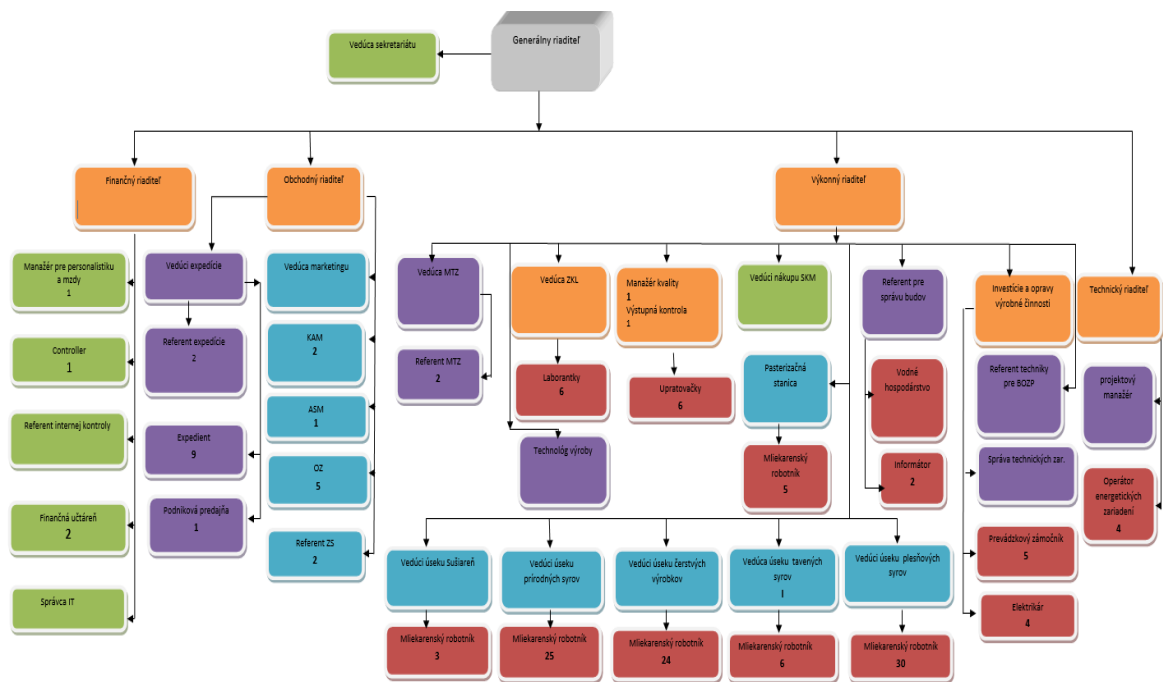 Generálny riaditeľ
Vedúca sekretariátu
Finančný riaditeľ
Obchodný riaditeľ
Výkonný riaditeľ
Technický riaditeľ
Manažér pre personalistiku
a mzdy
1
Controller
1
Referent internej kontroly
Finančná učtáreň
2
Správca IT
Vedúci expedície
Referent expedície
2
Expedient
9
Podniková predajňa
1
Vedúca marketingu
KAM
2
ASM
1
OZ
5
Referent ZS
2
Vedúca MTZ
Referent MTZ
2
Technológ výroby
Vedúca ZKL
Laborantky
6
Manažér kvality
1
Výstupná kontrola
1
Upratovačky
6
Vedúci nákupu SKM
Pasterizačná
stanica
Mliekarenský
robotník
5
Referent pre
správu budov
Vodné
hospodárstvo
Informátor
2
Investície a opravy
výrobné činnosti
Referent techniky
pre BOZP
Správa technických zar.
Prevádzkový zámočník
5
Elektrikár
4
projektový
manažér
Operátor
energetických
zariadení
4
Vedúci úseku Sušiareň
Mliekarenský robotník
3
Vedúci úseku
prírodných syrov
Mliekarenský robotník
25
Vedúci úseku čerstvých
výrobkov
Mliekarenský robotník
24
Vedúca úseku tavených
syrov
I
Mliekarenský robotník
6
Vedúci úseku plesňových
syrov
Mliekarenský robotník
30